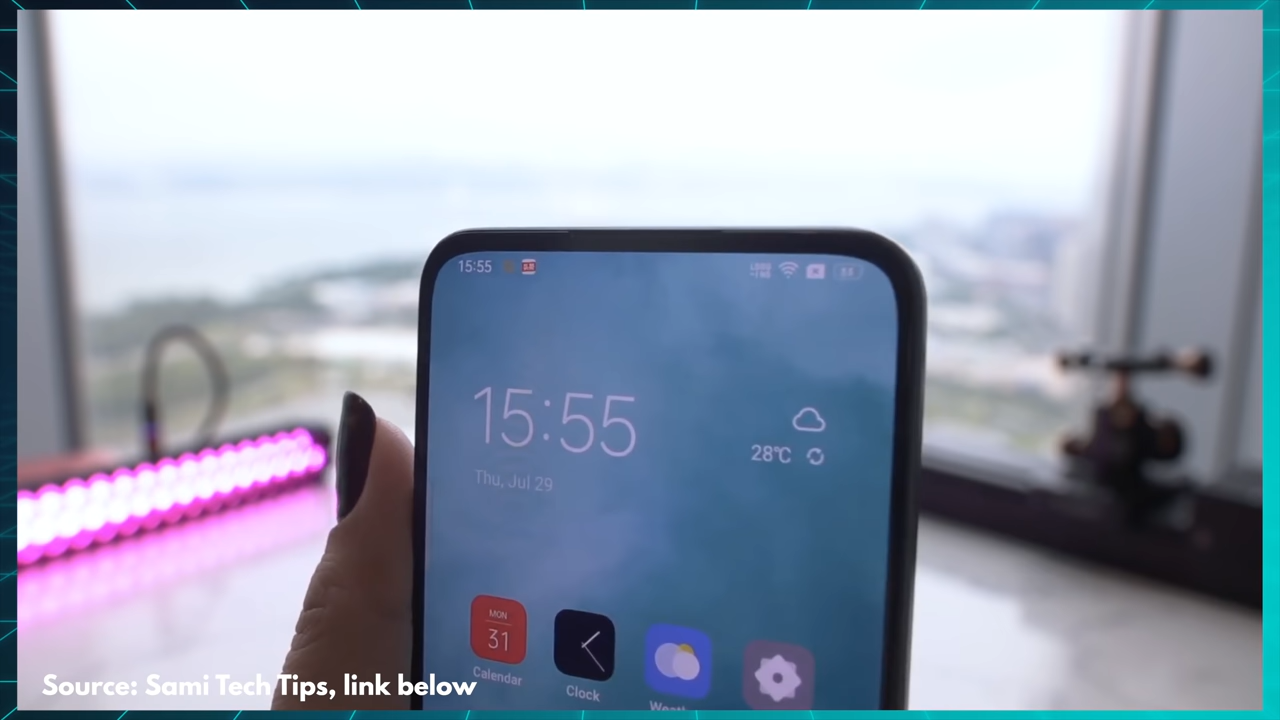 15:55
15:55
28℃
Thu, Jul 29
MON
31
Calendar
Clock
Source: Sami Tech Tips, link below